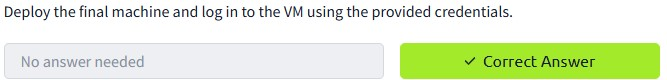 Deploy the final machine and log in to the VM using the provided credentials.
No answer needed
✓ Correct Answer